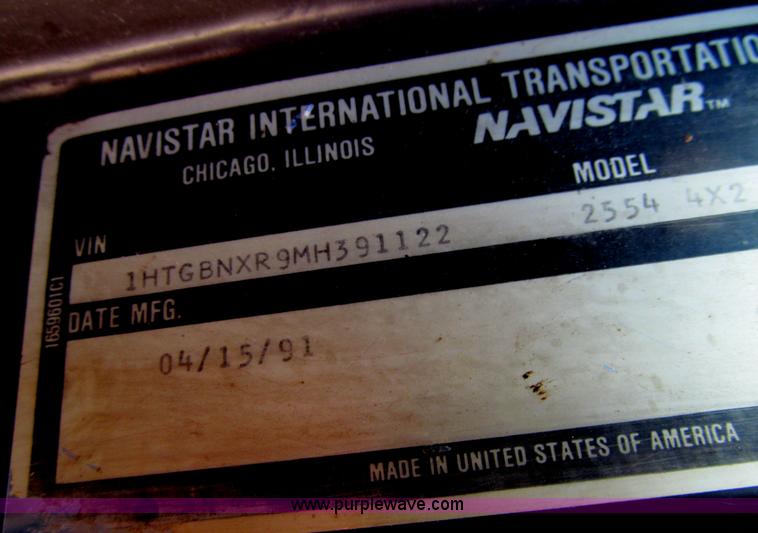 NAVISTAR INTERNATIONAL TRANSPORTATIO
CHICAGO, ILLINOIS
NAVISTAR™
MODEL
2554 4X2
VIN
1HTGBNXR9MH391122
DATE MFG.
04/15/91
1659601C1
MADE IN UNITED STATES OF AMERICA
www.purplewave.com